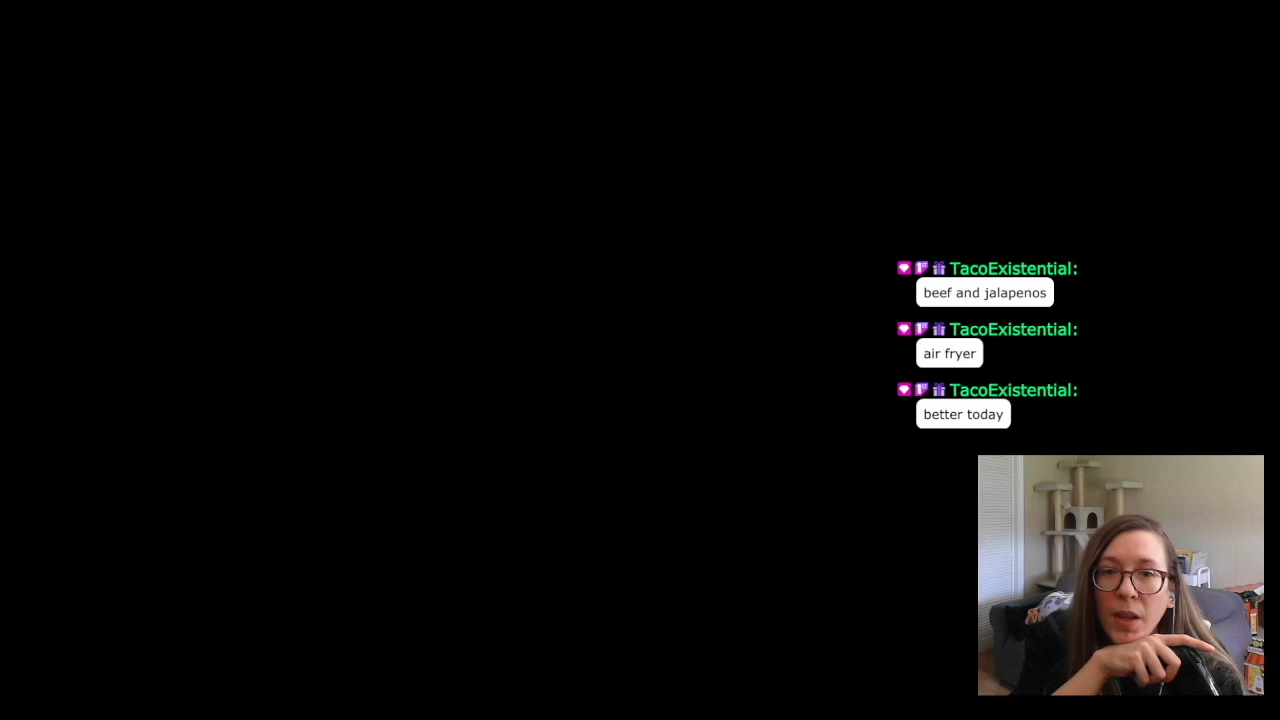 TacoExistential:
beef and jalapenos
TacoExistential:
air fryer
TacoExistential:
better today